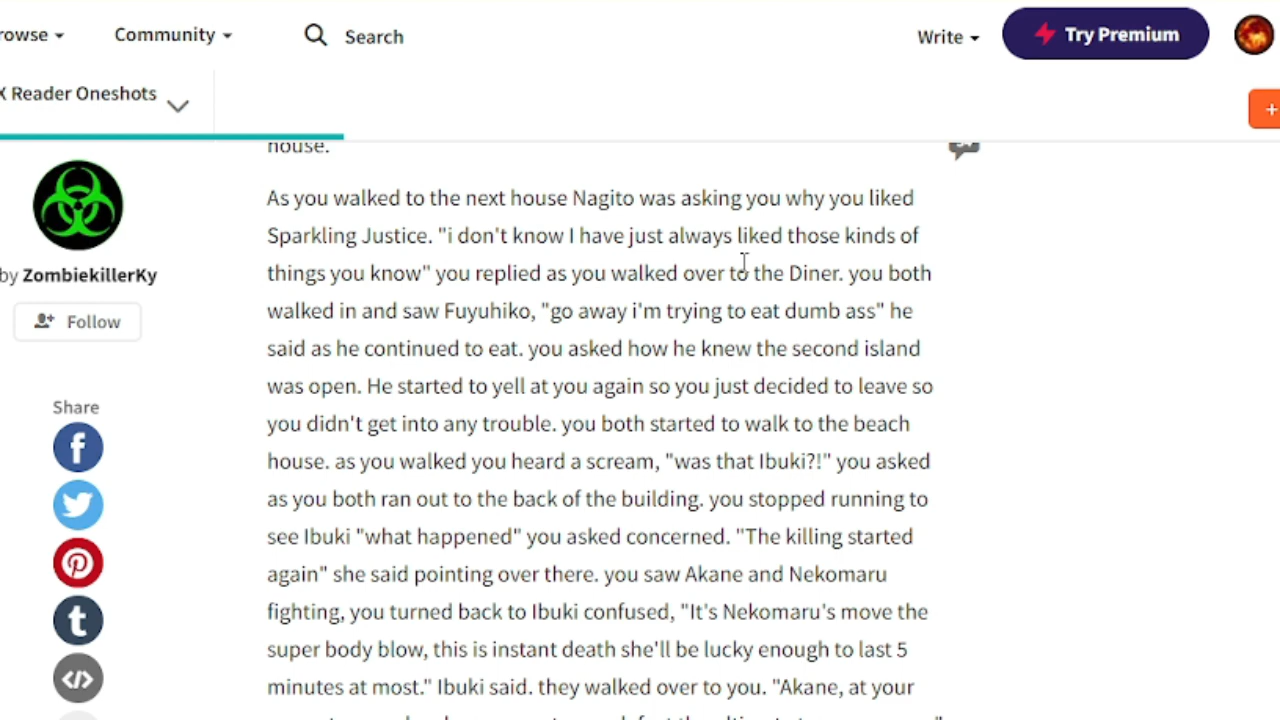 rowse
Community
Search
Write
Try Premium
X Reader Oneshots
+
house.
by ZombiekillerKy
Follow
Share
As you walked to the next house Nagito was asking you why you liked
Sparkling Justice. "i don't know I have just always liked those kinds of
things you know" you replied as you walked over to the Diner. you both
walked in and saw Fuyuhiko, "go away i'm trying to eat dumb ass" he
said as he continued to eat. you asked how he knew the second island
was open. He started to yell at you again so you just decided to leave so
you didn't get into any trouble. you both started to walk to the beach
house. as you walked you heard a scream, "was that Ibuki?!" you asked
as you both ran out to the back of the building. you stopped running to
see Ibuki "what happened" you asked concerned. "The killing started
again" she said pointing over there. you saw Akane and Nekomaru
fighting, you turned back to Ibuki confused, "It's Nekomaru's move the
super body blow, this is instant death she'll be lucky enough to last 5
minutes at most." Ibuki said. they walked over to you. "Akane, at your